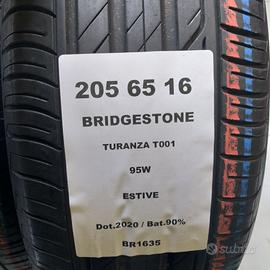 205 65 16
BRIDGESTONE
TURANZA T001
95W
ESTIVE
Dot.2020 / Bat.90%
BR1635
subito